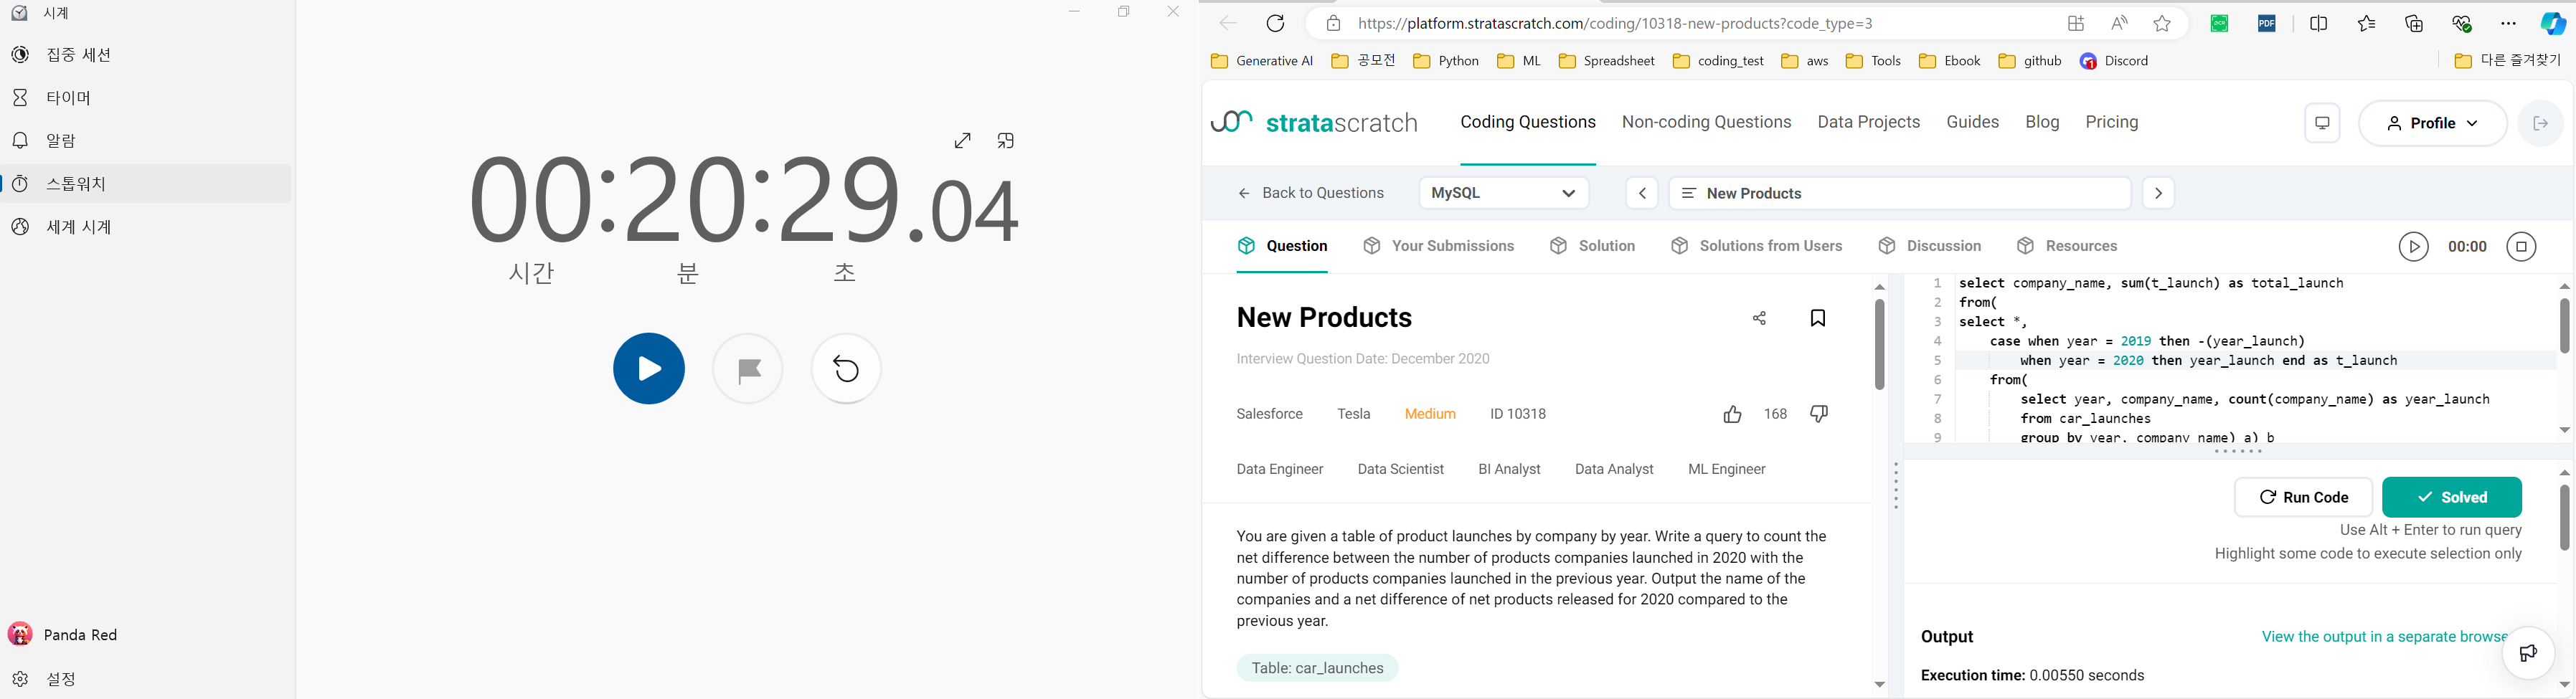 시계
집중 세션
타이머
알람
스톱워치
세계 시계
Panda Red
설정
00:20:29.04
시간 분 초
https://platform.stratascratch.com/coding/10318-new-products?code_type=3
Generative AI 공모전 Python ML Spreadsheet coding_test aws Tools Ebook github Discord 다른 즐겨찾기
stratascratch Coding Questions Non-coding Questions Data Projects Guides Blog Pricing Profile
Back to Questions MySQL New Products
Question Your Submissions Solution Solutions from Users Discussion Resources 00:00
New Products
Interview Question Date: December 2020
Salesforce Tesla Medium ID 10318 168
Data Engineer Data Scientist BI Analyst Data Analyst ML Engineer
You are given a table of product launches by company by year. Write a query to count the
net difference between the number of products companies launched in 2020 with the
number of products companies launched in the previous year. Output the name of the
companies and a net difference of net products released for 2020 compared to the
previous year.
Table: car_launches
1 select company_name, sum(t_launch) as total_launch
2 from(
3 select *,
4 case when year = 2019 then -(year_launch)
5 when year = 2020 then year_launch end as t_launch
6 from(
7 select year, company_name, count(company_name) as year_launch
8 from car_launches
9 group by year, company_name) a) b
Run Code Solved
Use Alt + Enter to run query
Highlight some code to execute selection only
Output View the output in a separate browse
Execution time: 0.00550 seconds